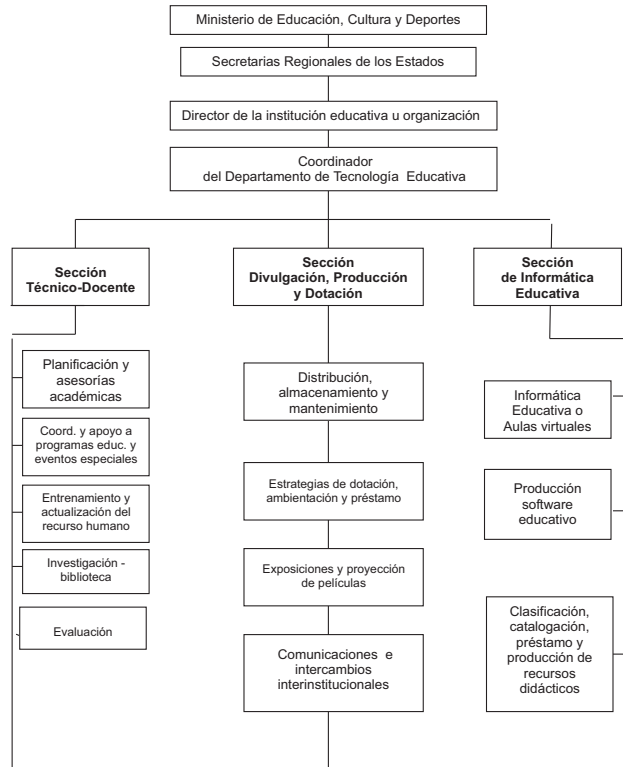 Ministerio de Educación, Cultura y Deportes
Secretarias Regionales de los Estados
Director de la institución educativa u organización
Coordinador
del Departamento de Tecnología Educativa
Sección
Técnico-Docente
Sección
Divulgación, Producción
y Dotación
Sección
de Informática
Educativa
Planificación y
asesorías
académicas
Coord. y apoyo a
programas educ. y
eventos especiales
Entrenamiento y
actualización del
recurso humano
Investigación -
biblioteca
Evaluación
Distribución,
almacenamiento y
mantenimiento
Estrategias de dotación,
ambientación y préstamo
Exposiciones y proyección
de películas
Comunicaciones e
intercambios
interinstitucionales
Informática
Educativa o
Aulas virtuales
Producción
software
educativo
Clasificación,
catalogación,
préstamo y
producción de
recursos
didácticos